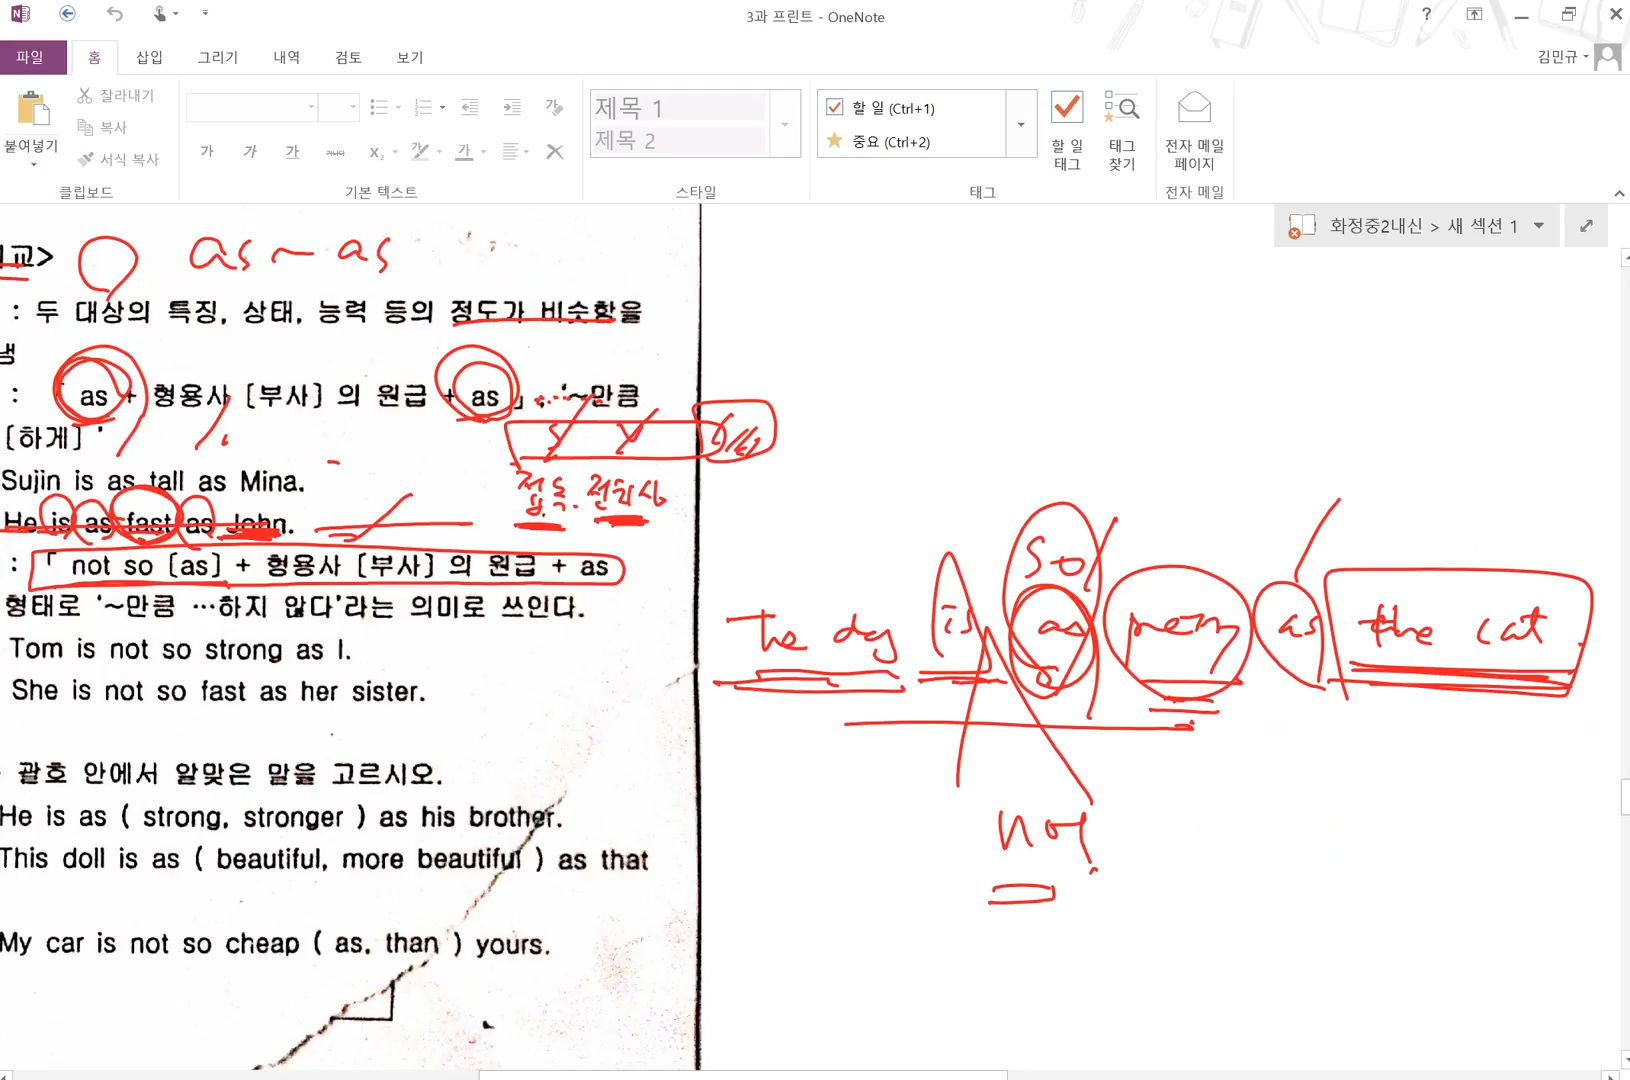 3과 프린트 - OneNote
파일 홈 삽입 그리기 내역 검토 보기 김민규
잘라내기
복사
서식 복사
붙여넣기
클립보드
가 가 가
기본 텍스트
제목 1
제목 2
스타일
할 일 (Ctrl+1)
중요 (Ctrl+2)
할 일 태그
태그 찾기
태그
전자 메일 페이지
전자 메일
화정중2내신 > 새 섹션 1
교> as ~ as
: 두 대상의 특징, 상태, 능력 등의 정도가 비슷함을
냄
: 「 as + 형용사 [부사] 의 원급 + as 」, '~만큼
[하게] '
Sujin is as tall as Mina.
He is as fast as John.
: 「 not so [as] + 형용사 [부사] 의 원급 + as
형태로 '~만큼 …하지 않다'라는 의미로 쓰인다.
Tom is not so strong as I.
She is not so fast as her sister.
괄호 안에서 알맞은 말을 고르시오.
He is as ( strong, stronger ) as his brother.
This doll is as ( beautiful, more beautiful ) as that
My car is not so cheap ( as, than ) yours.
S V
접속
전치사
so
The dog is as as the cat
not